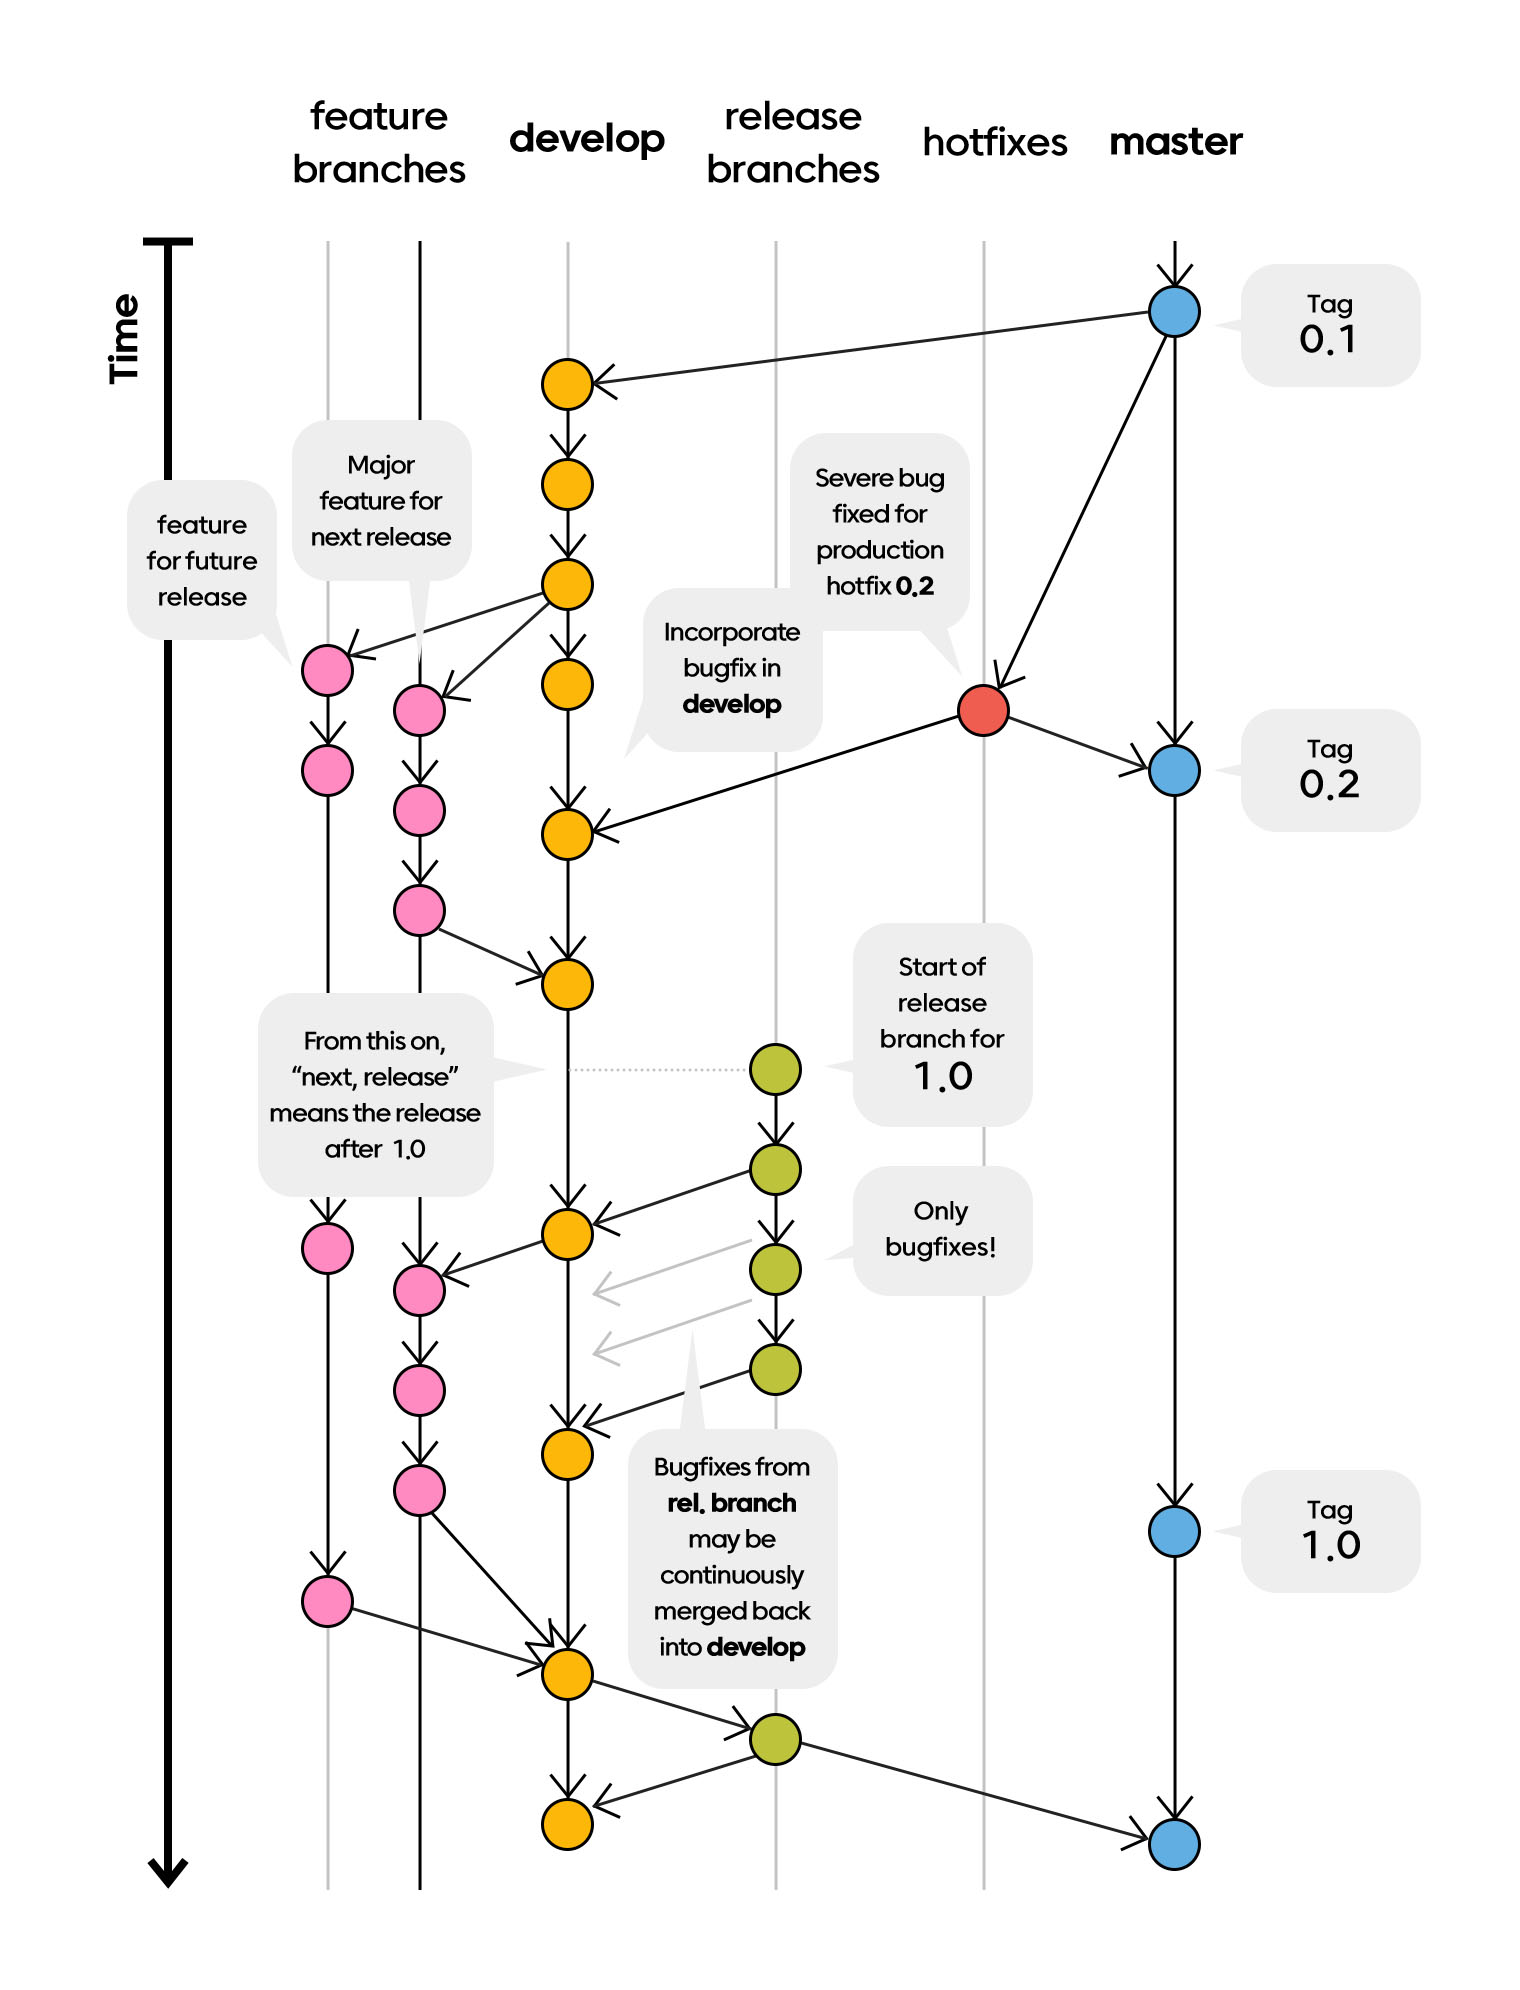 feature
branches
develop
release
branches
hotfixes
master
Time
Tag
0.1
Major
feature for
next release
feature
for future
release
Severe bug
fixed for
production
hotfix 0.2
Incorporate
bugfix in
develop
Tag
0.2
Start of
release
branch for
1.0
From this on,
“next, release”
means the release
after 1.0
Only
bugfixes!
Bugfixes from
rel. branch
may be
continuously
merged back
into develop
Tag
1.0